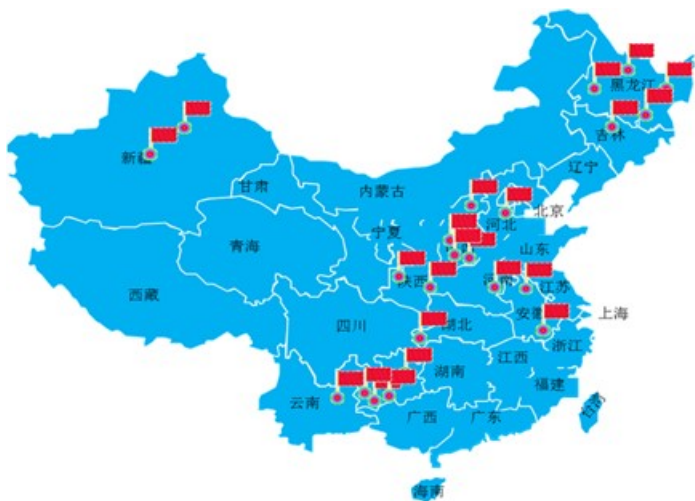 黑龙江
吉林
新疆
辽宁
甘肃
内蒙古
北京
河北
宁夏
山东
青海
陕西
江苏
西藏
安徽
上海
四川
湖北
浙江
江西
湖南
福建
云南
台湾
广西
广东
海南